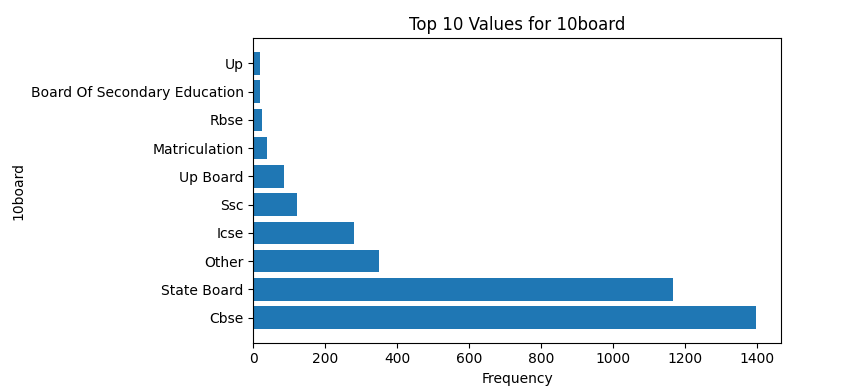 Top 10 Values for 10board
10board
Up
Board Of Secondary Education
Rbse
Matriculation
Up Board
Ssc
Icse
Other
State Board
Cbse
0 200 400 600 800 1000 1200 1400
Frequency